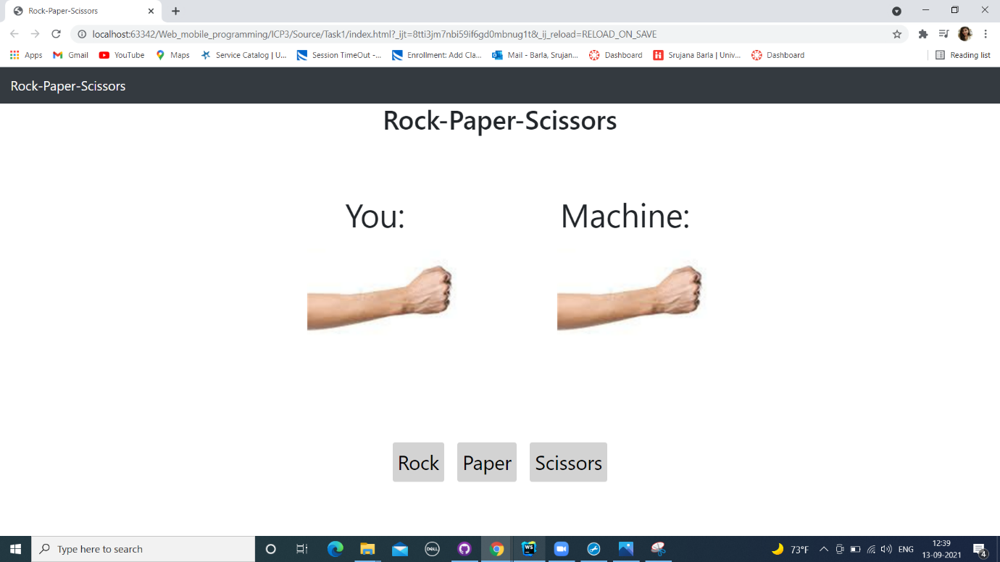 Rock-Paper-Scissors
localhost:63342/Web_mobile_programming/ICP3/Source/Task1/index.html?_ijt=8tti3jm7nbi59if6gd0mbnug1t&_ij_reload=RELOAD_ON_SAVE
Apps Gmail YouTube Maps Service Catalog | U... Session TimeOut -... Enrollment: Add Cla... Mail - Barla, Srujan... Dashboard Srujana Barla | Univ... Dashboard Reading list
Rock-Paper-Scissors
Rock-Paper-Scissors
You: Machine:
Rock Paper Scissors
Type here to search DELL WS 73°F ENG 12:39
13-09-2021 4